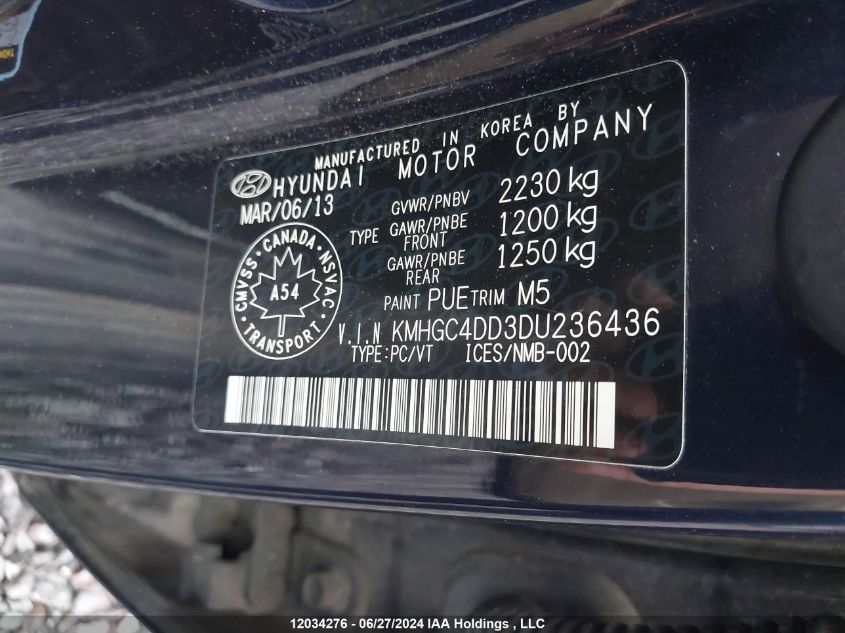 MANUFACTURED IN KOREA BY
HYUNDAI MOTOR COMPANY
MAR/06/13
GVWR/PNBV 2230 kg
TYPE GAWR/PNBE FRONT 1200 kg
GAWR/PNBE REAR 1250 kg
PAINT PUE TRIM M5
V.I.N KMHGC4DD3DU236436
TYPE:PC/VT ICES/NMB-002
CMVSS · CANADA · NSVAC
A54
TRANSPORT
12034276 - 06/27/2024 IAA Holdings, LLC